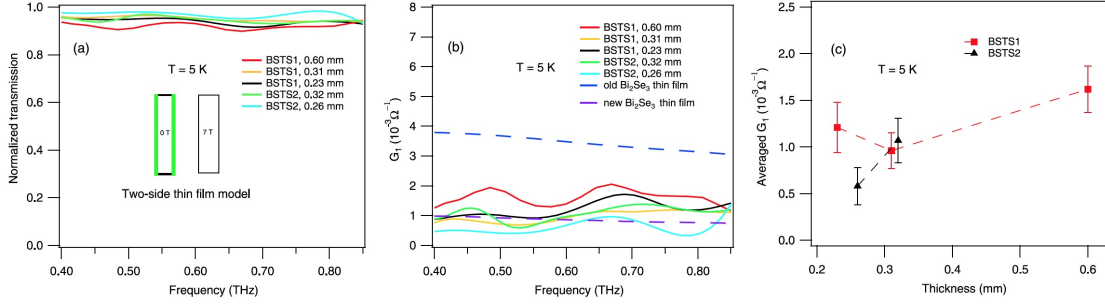 1.0
0.8
0.6
0.4
0.2
0.0
Normalized transmission
(a)
T = 5 K
BSTS1, 0.60 mm
BSTS1, 0.31 mm
BSTS1, 0.23 mm
BSTS2, 0.32 mm
BSTS2, 0.26 mm
0 T
7 T
Two-side thin film model
0.40
0.50
0.60
0.70
0.80
Frequency (THz)
8
7
6
5
4
3
2
1
0
G₁ (10⁻³Ω⁻¹)
(b)
T = 5 K
BSTS1, 0.60 mm
BSTS1, 0.31 mm
BSTS1, 0.23 mm
BSTS2, 0.32 mm
BSTS2, 0.26 mm
old Bi₂Se₃ thin film
new Bi₂Se₃ thin film
0.40
0.50
0.60
0.70
0.80
Frequency (THz)
2.5
2.0
1.5
1.0
0.5
0.0
Averaged G₁ (10⁻³Ω⁻¹)
(c)
T = 5 K
BSTS1
BSTS2
0.2
0.3
0.4
0.5
0.6
Thickness (mm)